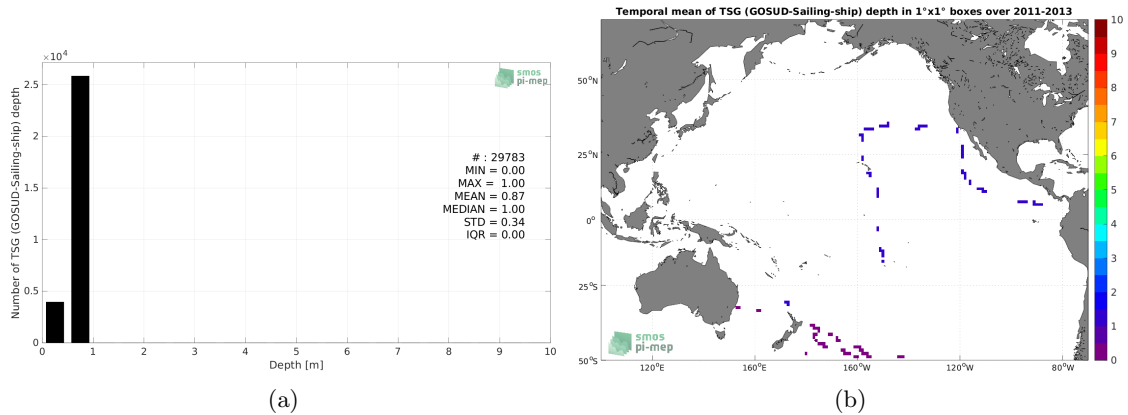 ×10⁴
2.5
2
1.5
1
0.5
0
Number of TSG (GOSUD-Sailing-ship) depth
smos
pi-mep
# : 29783
MIN = 0.00
MAX = 1.00
MEAN = 0.87
MEDIAN = 1.00
STD = 0.34
IQR = 0.00
0 1 2 3 4 5 6 7 8 9 10
Depth [m]
(a)
Temporal mean of TSG (GOSUD-Sailing-ship) depth in 1°x1° boxes over 2011-2013
50°N
25°N
0°
25°S
50°S
smos
pi-mep
120°E 160°E 160°W 120°W 80°W
10
9
8
7
6
5
4
3
2
1
0
(b)